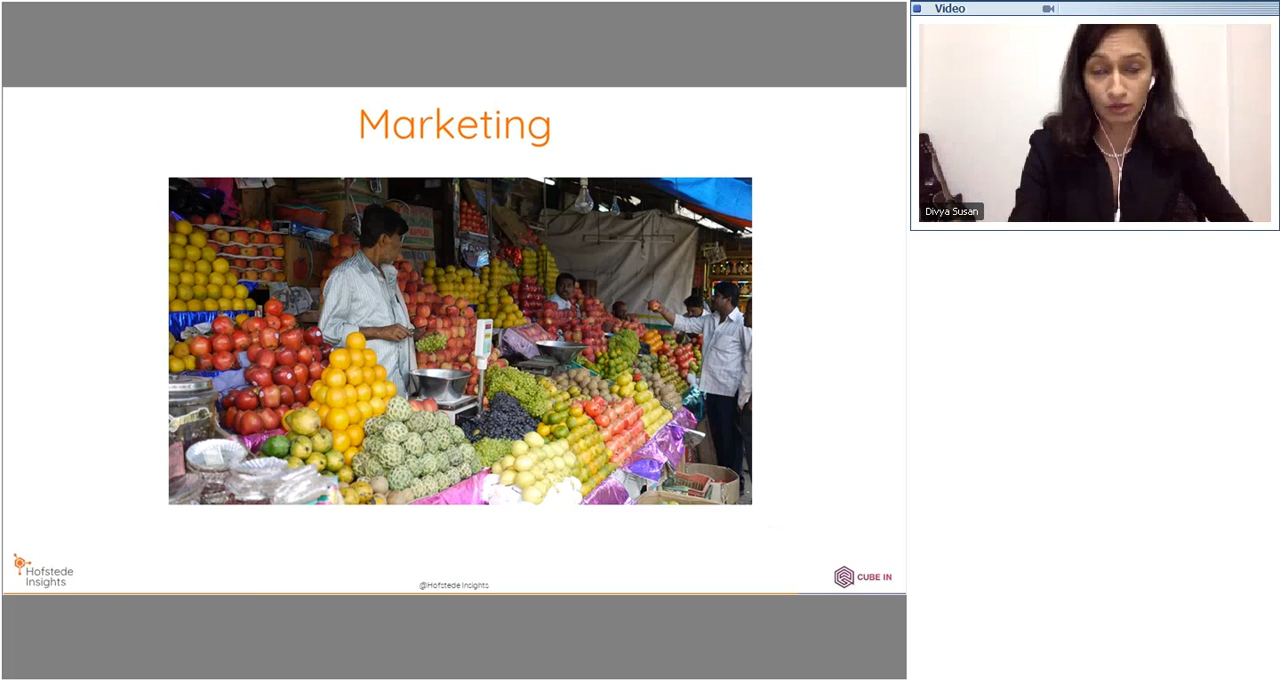 Video
Marketing
Divya Susan
Hofstede
Insights
@Hofstede Insights
CUBE IN